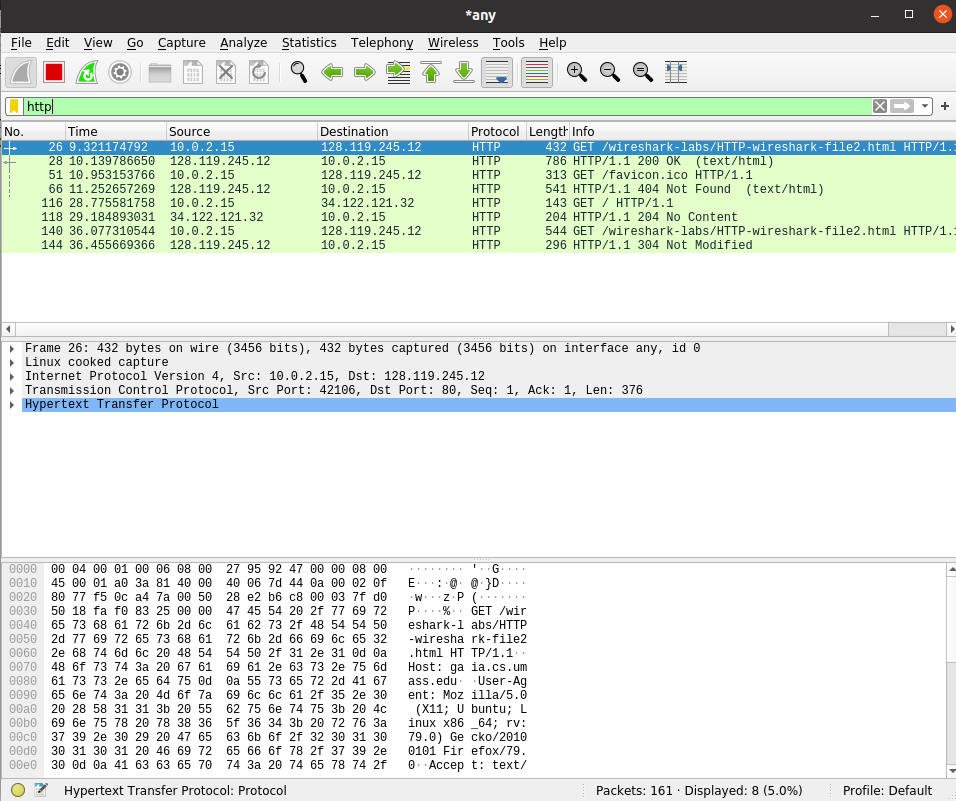 *any
File Edit View Go Capture Analyze Statistics Telephony Wireless Tools Help
http
No. Time Source Destination Protocol Length Info
26 9.321174792 10.0.2.15 128.119.245.12 HTTP 432 GET /wireshark-labs/HTTP-wireshark-file2.html HTTP/1.1
28 10.139786650 128.119.245.12 10.0.2.15 HTTP 786 HTTP/1.1 200 OK  (text/html)
51 10.953153766 10.0.2.15 128.119.245.12 HTTP 313 GET /favicon.ico HTTP/1.1
66 11.252657269 128.119.245.12 10.0.2.15 HTTP 541 HTTP/1.1 404 Not Found  (text/html)
116 28.775581758 10.0.2.15 34.122.121.32 HTTP 143 GET / HTTP/1.1
118 29.184893031 34.122.121.32 10.0.2.15 HTTP 204 HTTP/1.1 204 No Content
140 36.077310544 10.0.2.15 128.119.245.12 HTTP 544 GET /wireshark-labs/HTTP-wireshark-file2.html HTTP/1.1
144 36.455669366 128.119.245.12 10.0.2.15 HTTP 296 HTTP/1.1 304 Not Modified
Frame 26: 432 bytes on wire (3456 bits), 432 bytes captured (3456 bits) on interface any, id 0
Linux cooked capture
Internet Protocol Version 4, Src: 10.0.2.15, Dst: 128.119.245.12
Transmission Control Protocol, Src Port: 42106, Dst Port: 80, Seq: 1, Ack: 1, Len: 376
Hypertext Transfer Protocol
0000 00 04 00 01 00 06 08 00 27 95 92 47 00 00 08 00 ········ '··G····
0010 45 00 01 a0 3a 81 40 00 40 06 7d 44 0a 00 02 0f E···:·@· @·}D····
0020 80 77 f5 0c a4 7a 00 50 28 e2 b6 c8 00 03 7f d0 ·w···z·P (·······
0030 50 18 fa f0 83 25 00 00 47 45 54 20 2f 77 69 72 P····%·· GET /wir
0040 65 73 68 61 72 6b 2d 6c 61 62 73 2f 48 54 54 50 eshark-l abs/HTTP
0050 2d 77 69 72 65 73 68 61 72 6b 2d 66 69 6c 65 32 -wiresha rk-file2
0060 2e 68 74 6d 6c 20 48 54 54 50 2f 31 2e 31 0d 0a .html HT TP/1.1··
0070 48 6f 73 74 3a 20 67 61 69 61 2e 63 73 2e 75 6d Host: ga ia.cs.um
0080 61 73 73 2e 65 64 75 0d 0a 55 73 65 72 2d 41 67 ass.edu· ·User-Ag
0090 65 6e 74 3a 20 4d 6f 7a 69 6c 6c 61 2f 35 2e 30 ent: Moz illa/5.0
00a0 20 28 58 31 31 3b 20 55 62 75 6e 74 75 3b 20 4c (X11; U buntu; L
00b0 69 6e 75 78 20 78 38 36 5f 36 34 3b 20 72 76 3a inux x86 _64; rv:
00c0 37 39 2e 30 29 20 47 65 63 6b 6f 2f 32 30 31 30 79.0) Ge cko/2010
00d0 30 31 30 31 20 46 69 72 65 66 6f 78 2f 37 39 2e 0101 Fir efox/79.
00e0 30 0d 0a 41 63 63 65 70 74 3a 20 74 65 78 74 2f 0··Accep t: text/
Hypertext Transfer Protocol: Protocol Packets: 161 · Displayed: 8 (5.0%) Profile: Default